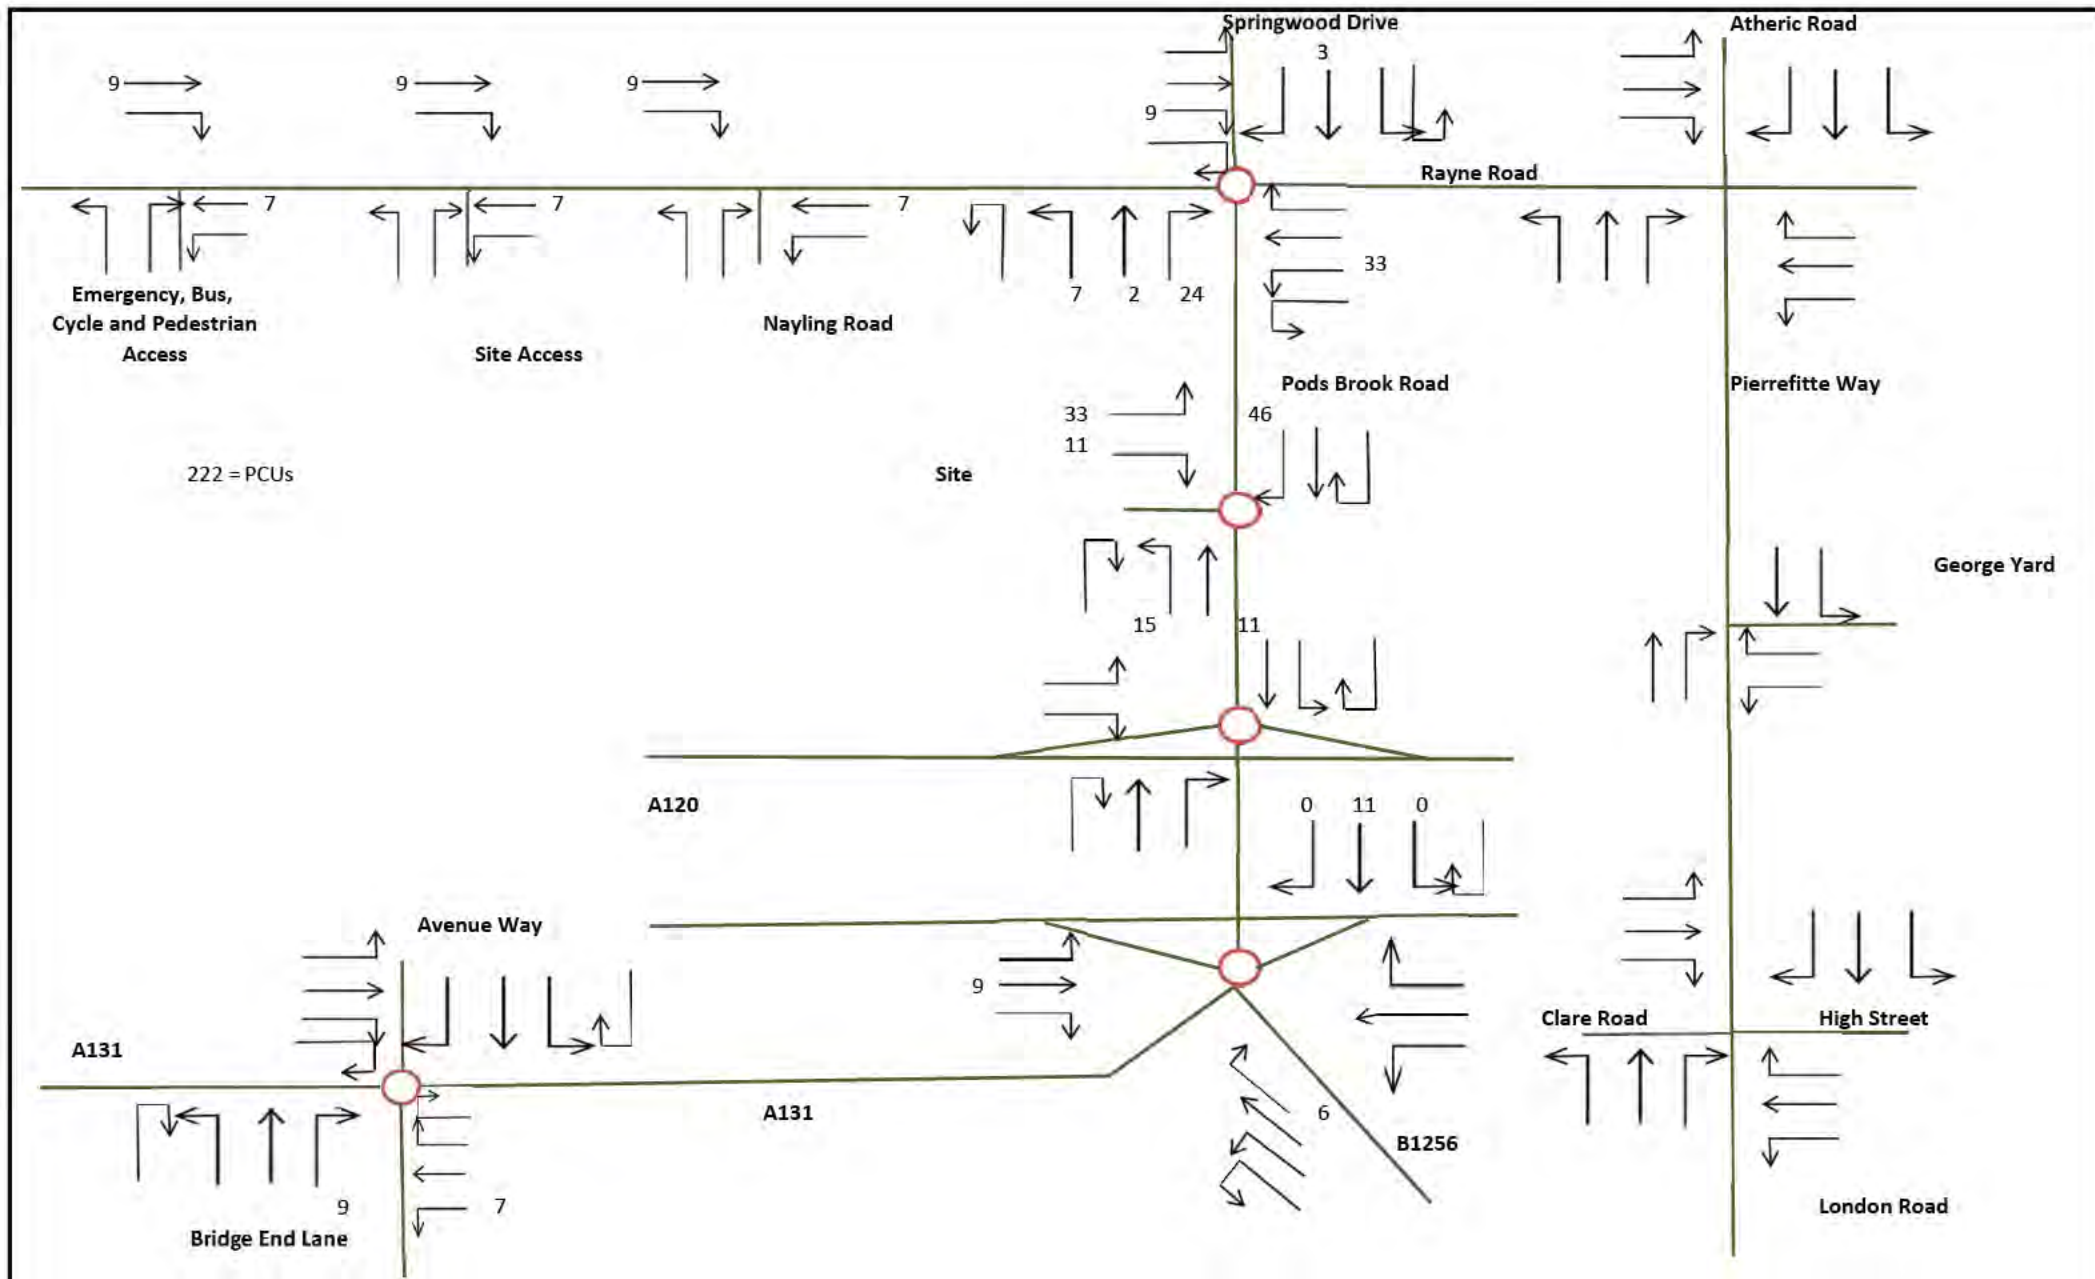 Springwood Drive
Atheric Road
3
9
9
9
9
Rayne Road
7
7
7
33
7
2
24
Emergency, Bus,
Cycle and Pedestrian
Access
Site Access
Nayling Road
Pods Brook Road
Pierrefitte Way
33
46
11
222 = PCUs
Site
George Yard
15
11
A120
0
11
0
Avenue Way
9
Clare Road
High Street
A131
A131
6
B1256
9
7
London Road
Bridge End Lane